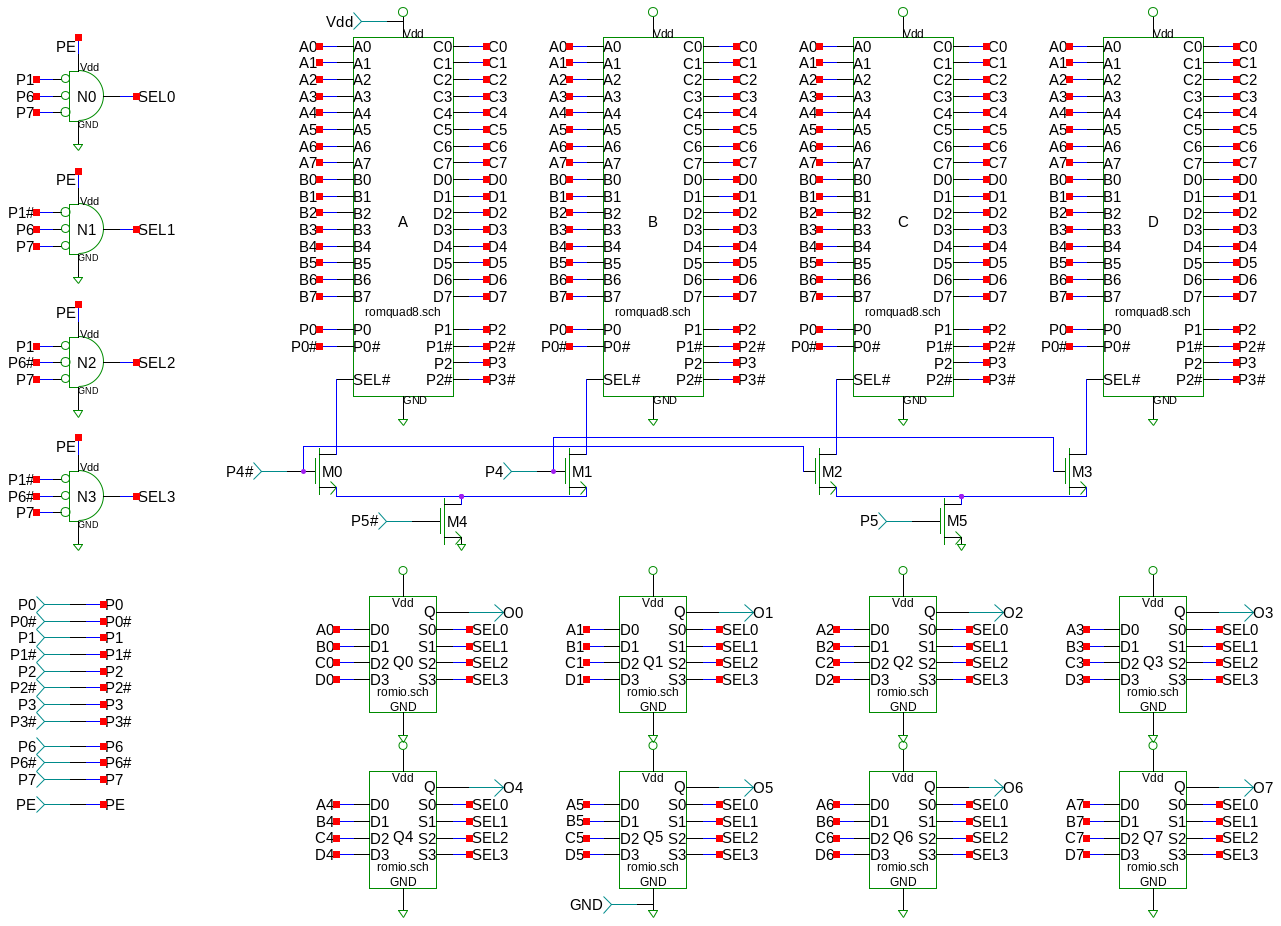 PE
Vdd
P1
P6
P7
N0
SEL0
GND
PE
Vdd
P1#
P6
P7
N1
SEL1
GND
PE
Vdd
P1
P6#
P7
N2
SEL2
GND
PE
Vdd
P1#
P6#
P7
N3
SEL3
GND
Vdd
Vdd Vdd Vdd Vdd
A0 A0 C0 C0 A0 A0 C0 C0 A0 A0 C0 C0 A0 A0 C0 C0
A1 A1 C1 C1 A1 A1 C1 C1 A1 A1 C1 C1 A1 A1 C1 C1
A2 A2 C2 C2 A2 A2 C2 C2 A2 A2 C2 C2 A2 A2 C2 C2
A3 A3 C3 C3 A3 A3 C3 C3 A3 A3 C3 C3 A3 A3 C3 C3
A4 A4 C4 C4 A4 A4 C4 C4 A4 A4 C4 C4 A4 A4 C4 C4
A5 A5 C5 C5 A5 A5 C5 C5 A5 A5 C5 C5 A5 A5 C5 C5
A6 A6 C6 C6 A6 A6 C6 C6 A6 A6 C6 C6 A6 A6 C6 C6
A7 A7 C7 C7 A7 A7 C7 C7 A7 A7 C7 C7 A7 A7 C7 C7
B0 B0 D0 D0 B0 B0 D0 D0 B0 B0 D0 D0 B0 B0 D0 D0
B1 B1 D1 D1 B1 B1 D1 D1 B1 B1 D1 D1 B1 B1 D1 D1
B2 B2 D2 D2 B2 B2 D2 D2 B2 B2 D2 D2 B2 B2 D2 D2
A B C D
B3 B3 D3 D3 B3 B3 D3 D3 B3 B3 D3 D3 B3 B3 D3 D3
B4 B4 D4 D4 B4 B4 D4 D4 B4 B4 D4 D4 B4 B4 D4 D4
B5 B5 D5 D5 B5 B5 D5 D5 B5 B5 D5 D5 B5 B5 D5 D5
B6 B6 D6 D6 B6 B6 D6 D6 B6 B6 D6 D6 B6 B6 D6 D6
B7 B7 D7 D7 B7 B7 D7 D7 B7 B7 D7 D7 B7 B7 D7 D7
romquad8.sch romquad8.sch romquad8.sch romquad8.sch
P0 P0 P1 P2 P0 P0 P1 P2 P0 P0 P1 P2 P0 P0 P1 P2
P0# P0# P1# P2# P0# P0# P1# P2# P0# P0# P1# P2# P0# P0# P1# P2#
P2 P3 P2 P3 P2 P3 P2 P3
SEL# P2# P3# SEL# P2# P3# SEL# P2# P3# SEL# P2# P3#
GND GND GND GND
P4# M0 P4 M1 M2 M3
P5# M4 P5 M5
P0 P0
P0# P0#
P1 P1
P1# P1#
P2 P2
P2# P2#
P3 P3
P3# P3#
P6 P6
P6# P6#
P7 P7
PE PE
Vdd Vdd Vdd Vdd
Q O0 Q O1 Q O2 Q O3
A0 D0 S0 SEL0 A1 D0 S0 SEL0 A2 D0 S0 SEL0 A3 D0 S0 SEL0
B0 D1 S1 SEL1 B1 D1 S1 SEL1 B2 D1 S1 SEL1 B3 D1 S1 SEL1
C0 D2 Q0 S2 SEL2 C1 D2 Q1 S2 SEL2 C2 D2 Q2 S2 SEL2 C3 D2 Q3 S2 SEL2
D0 D3 S3 SEL3 D1 D3 S3 SEL3 D2 D3 S3 SEL3 D3 D3 S3 SEL3
romio.sch romio.sch romio.sch romio.sch
GND GND GND GND
Vdd Vdd Vdd Vdd
Q O4 Q O5 Q O6 Q O7
A4 D0 S0 SEL0 A5 D0 S0 SEL0 A6 D0 S0 SEL0 A7 D0 S0 SEL0
B4 D1 S1 SEL1 B5 D1 S1 SEL1 B6 D1 S1 SEL1 B7 D1 S1 SEL1
C4 D2 Q4 S2 SEL2 C5 D2 Q5 S2 SEL2 C6 D2 Q6 S2 SEL2 C7 D2 Q7 S2 SEL2
D4 D3 S3 SEL3 D5 D3 S3 SEL3 D6 D3 S3 SEL3 D7 D3 S3 SEL3
romio.sch romio.sch romio.sch romio.sch
GND GND GND GND
GND